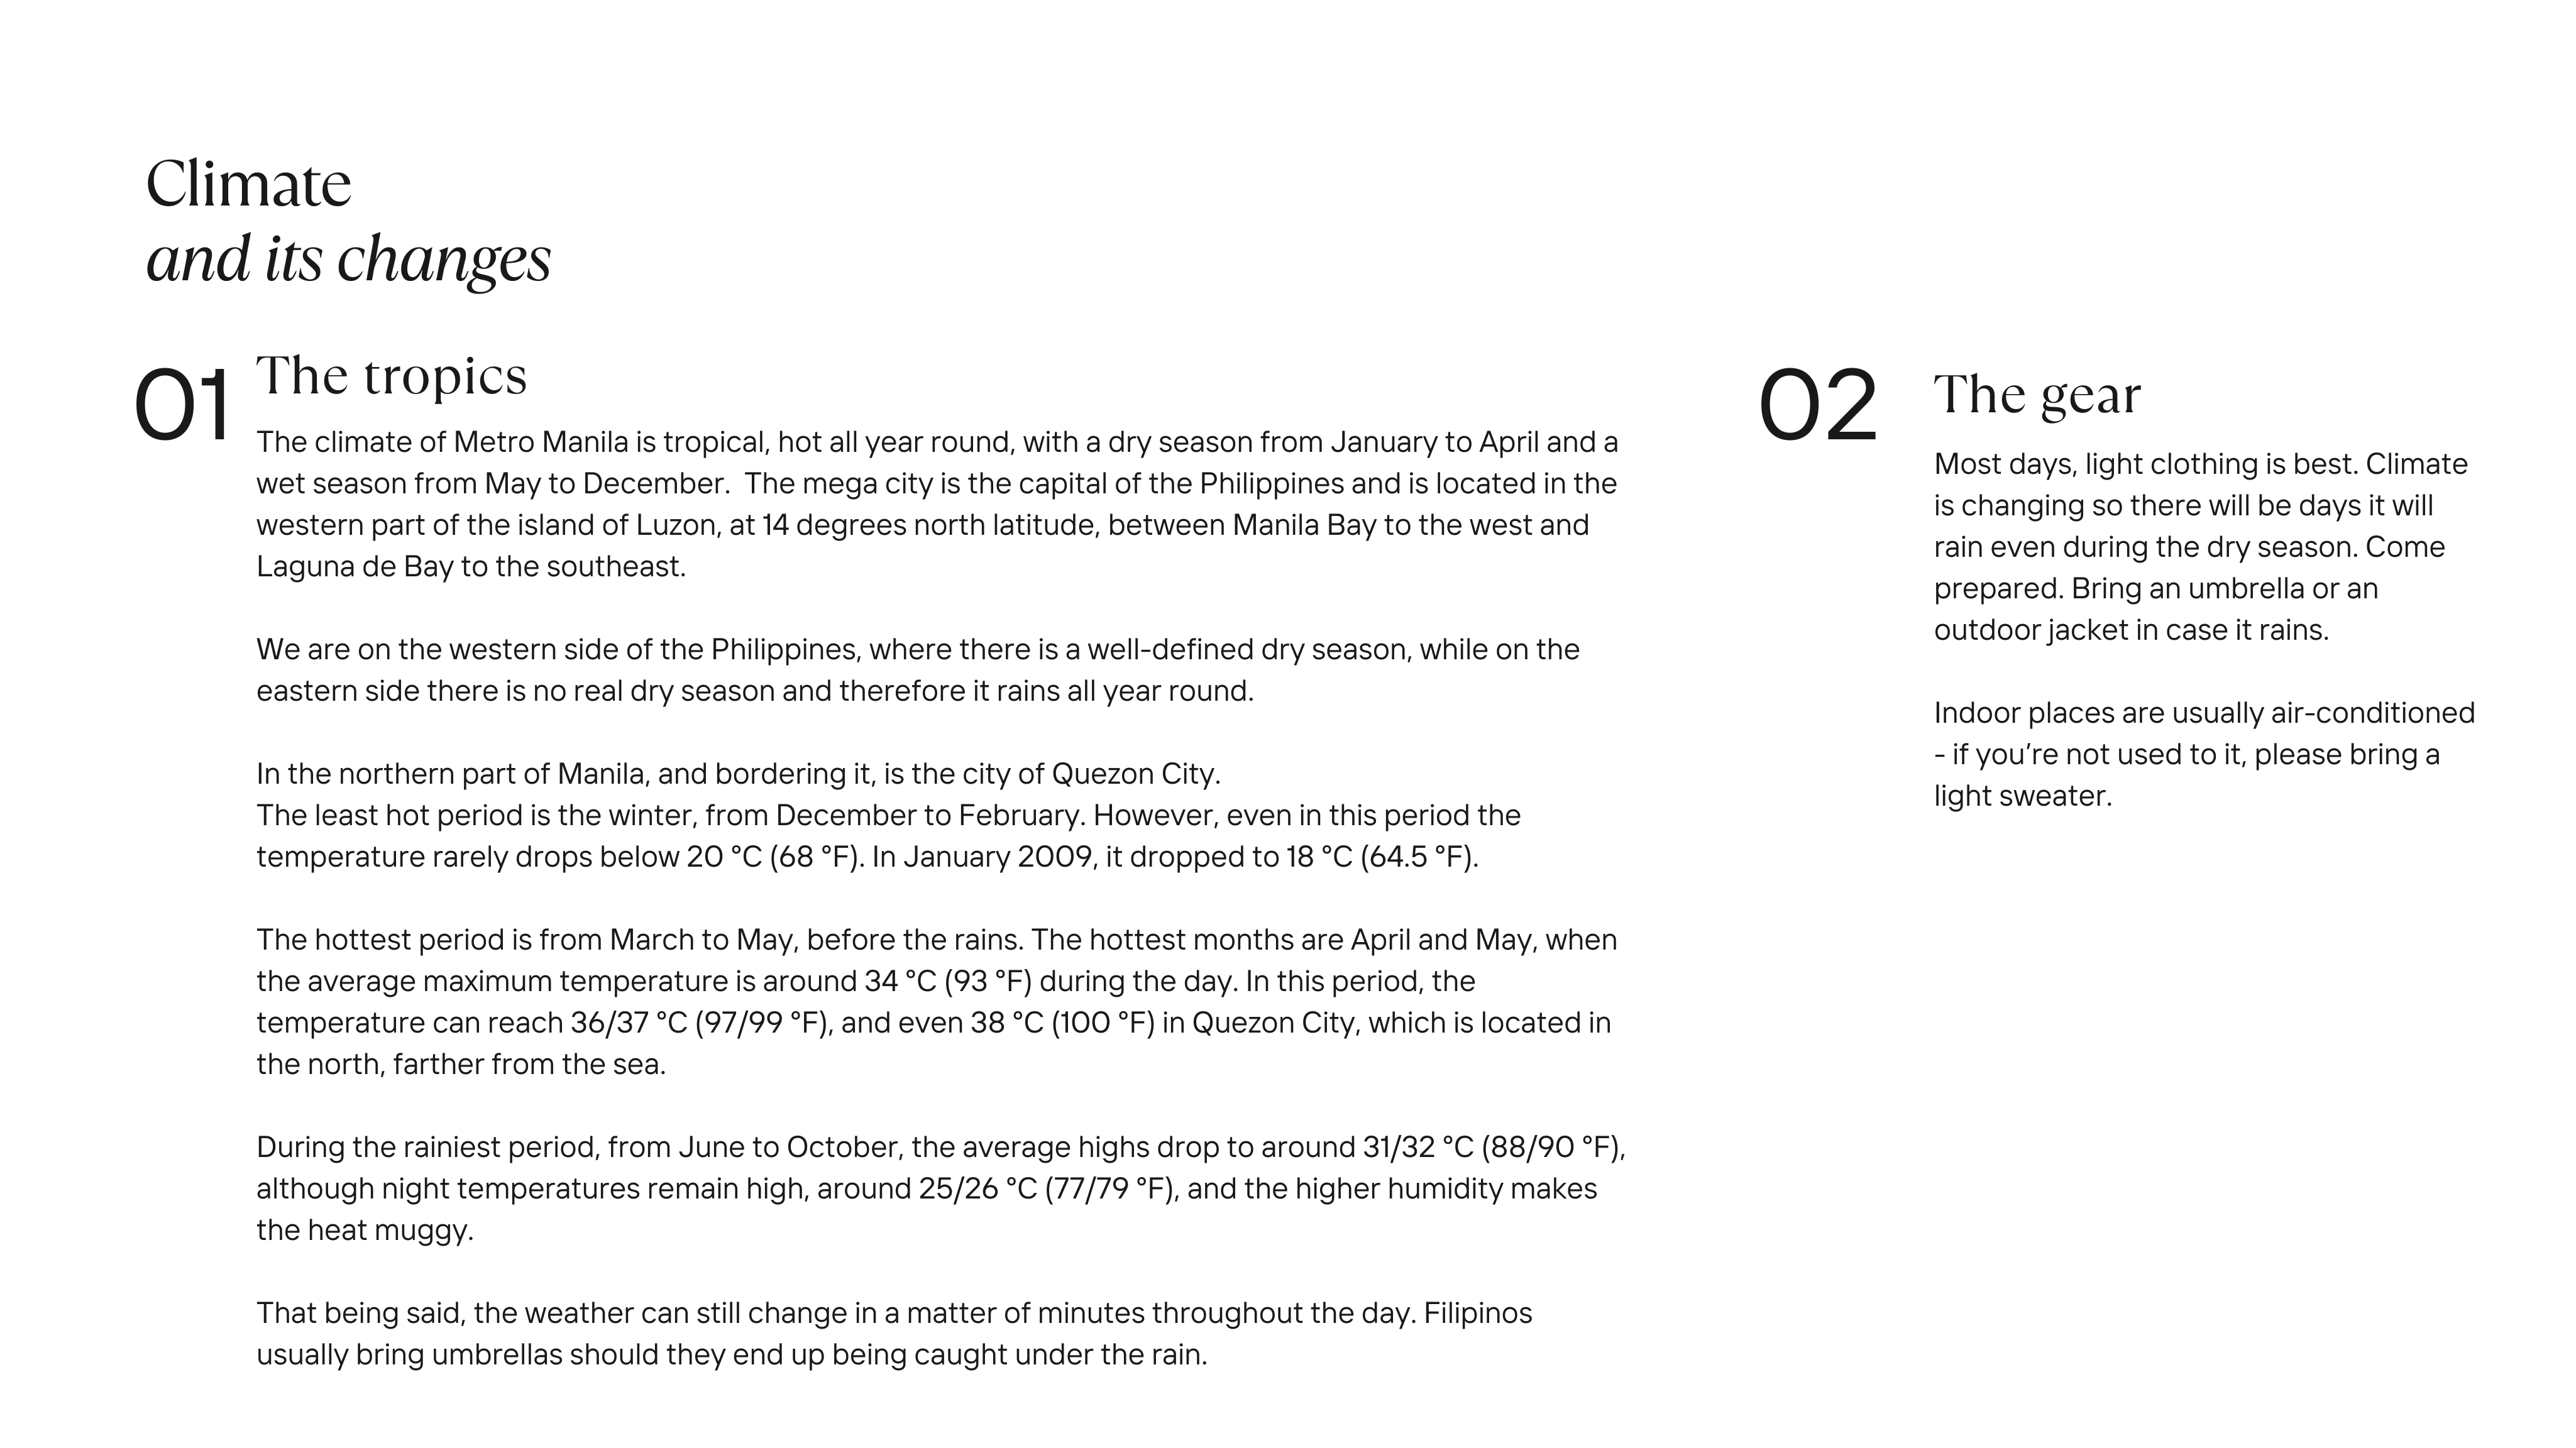 Climate
and its changes
01
The tropics
The climate of Metro Manila is tropical, hot all year round, with a dry season from January to April and a
wet season from May to December.  The mega city is the capital of the Philippines and is located in the
western part of the island of Luzon, at 14 degrees north latitude, between Manila Bay to the west and
Laguna de Bay to the southeast.
We are on the western side of the Philippines, where there is a well-defined dry season, while on the
eastern side there is no real dry season and therefore it rains all year round.
In the northern part of Manila, and bordering it, is the city of Quezon City.
The least hot period is the winter, from December to February. However, even in this period the
temperature rarely drops below 20 °C (68 °F). In January 2009, it dropped to 18 °C (64.5 °F).
The hottest period is from March to May, before the rains. The hottest months are April and May, when
the average maximum temperature is around 34 °C (93 °F) during the day. In this period, the
temperature can reach 36/37 °C (97/99 °F), and even 38 °C (100 °F) in Quezon City, which is located in
the north, farther from the sea.
During the rainiest period, from June to October, the average highs drop to around 31/32 °C (88/90 °F),
although night temperatures remain high, around 25/26 °C (77/79 °F), and the higher humidity makes
the heat muggy.
That being said, the weather can still change in a matter of minutes throughout the day. Filipinos
usually bring umbrellas should they end up being caught under the rain.
02
The gear
Most days, light clothing is best. Climate
is changing so there will be days it will
rain even during the dry season. Come
prepared. Bring an umbrella or an
outdoor jacket in case it rains.
Indoor places are usually air-conditioned
- if you're not used to it, please bring a
light sweater.